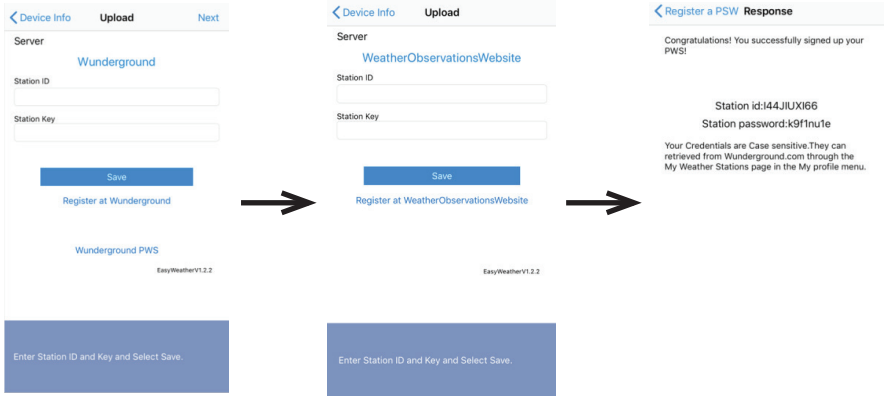 Device Info Upload Next
Server
Wunderground
Station ID
Station Key
Save
Register at Wunderground
Wunderground PWS
EasyWeatherV1.2.2
Enter Station ID and Key and Select Save.
Device Info Upload
Server
WeatherObservationsWebsite
Station ID
Station Key
Save
Register at WeatherObservationsWebsite
EasyWeatherV1.2.2
Enter Station ID and Key and Select Save.
Register a PSW Response
Congratulations! You successfully signed up your
PWS!
Station id:I44JIUXI66
Station password:k9f1nu1e
Your Credentials are Case sensitive.They can
retrieved from Wunderground.com through the
My Weather Stations page in the My profile menu.